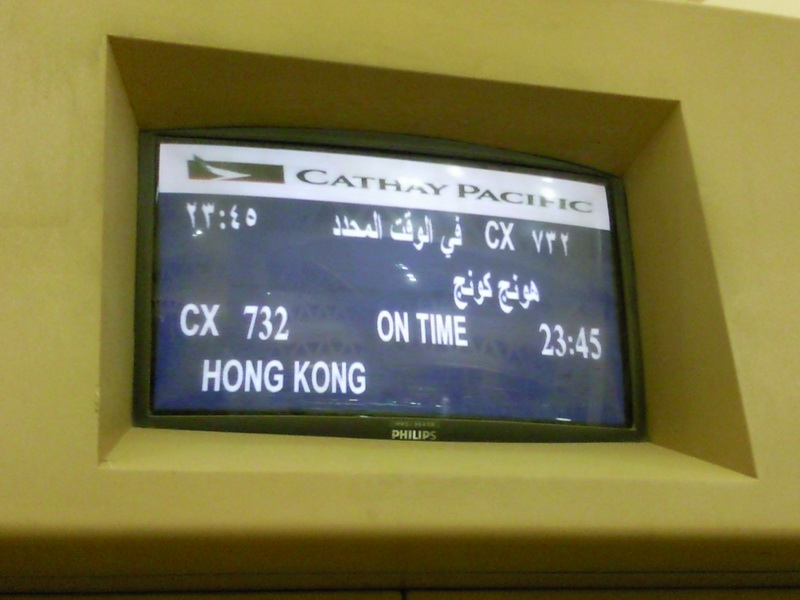 CATHAY PACIFIC
٢٣:٤٥ في الوقت المحدد CX ٧٣٢
هونج كونج
CX 732 ON TIME 23:45
HONG KONG
PHILIPS